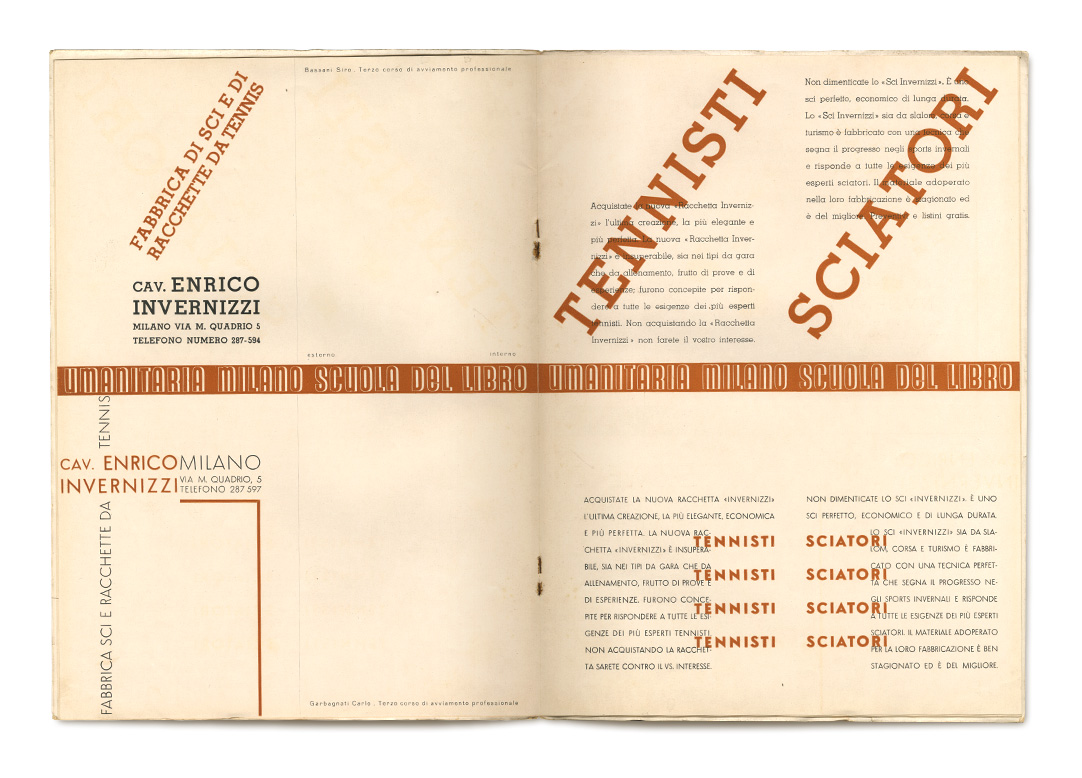 Bassani Siro . Terzo corso di avviamento professionale
FABBRICA DI SCI E DI
RACCHETTE DA TENNIS
CAV. ENRICO
INVERNIZZI
MILANO VIA M. QUADRIO 5
TELEFONO NUMERO 287-594
esterno
interno
TENNISTI
Acquistate la nuova «Racchetta Inverniz-
zi» l'ultima creazione, la più elegante e
più perfetta. La nuova «Racchetta Inver-
nizzi» è insuperabile, sia nei tipi da gara
che da allenamento, frutto di prove e di
esperienze; furono concepite per rispon-
dere a tutte le esigenze dei più esperti
tennisti. Non acquistando la «Racchetta
Invernizzi» non farete il vostro interesse.
SCIATORI
Non dimenticate lo «Sci Invernizzi». È uno
sci perfetto, economico di lunga durata.
Lo «Sci Invernizzi» sia da slalom, corsa e
turismo è fabbricato con una tecnica che
segna il progresso negli sports invernali
e risponde a tutte le esigenze dei più
esperti sciatori. Il materiale adoperato
nella loro fabbricazione è stagionato ed
è del migliore. Preventivi e listini gratis.
UMANITARIA MILANO SCUOLA DEL LIBRO UMANITARIA MILANO SCUOLA DEL LIBRO
FABBRICA SCI E RACCHETTE DA TENNIS
CAV. ENRICO
INVERNIZZI
MILANO
VIA M. QUADRIO, 5
TELEFONO 287 597
Garbagnati Carlo . Terzo corso di avviamento professionale
ACQUISTATE LA NUOVA RACCHETTA «INVERNIZZI»
L'ULTIMA CREAZIONE, LA PIÙ ELEGANTE, ECONOMICA
E PIÙ PERFETTA. LA NUOVA RAC-
CHETTA «INVERNIZZI» È INSUPERA-
BILE, SIA NEI TIPI DA GARA CHE DA
ALLENAMENTO, FRUTTO DI PROVE E
DI ESPERIENZE. FURONO CONCE-
PITE PER RISPONDERE A TUTTE LE ESI-
GENZE DEI PIÙ ESPERTI TENNISTI.
NON ACQUISTANDO LA RACCHET-
TA SARETE CONTRO IL VS. INTERESSE.
TENNISTI
TENNISTI
TENNISTI
TENNISTI
SCIATORI
SCIATORI
SCIATORI
SCIATORI
NON DIMENTICATE LO SCI «INVERNIZZI». È UNO
SCI PERFETTO, ECONOMICO E DI LUNGA DURATA.
LO SCI «INVERNIZZI» SIA DA SLA-
LOM, CORSA E TURISMO È FABBRI-
CATO CON UNA TECNICA PERFET-
TA CHE SEGNA IL PROGRESSO NE-
GLI SPORTS INVERNALI E RISPONDE
A TUTTE LE ESIGENZE DEI PIÙ ESPERTI
SCIATORI. IL MATERIALE ADOPERATO
PER LA LORO FABBRICAZIONE È BEN
STAGIONATO ED È DEL MIGLIORE.